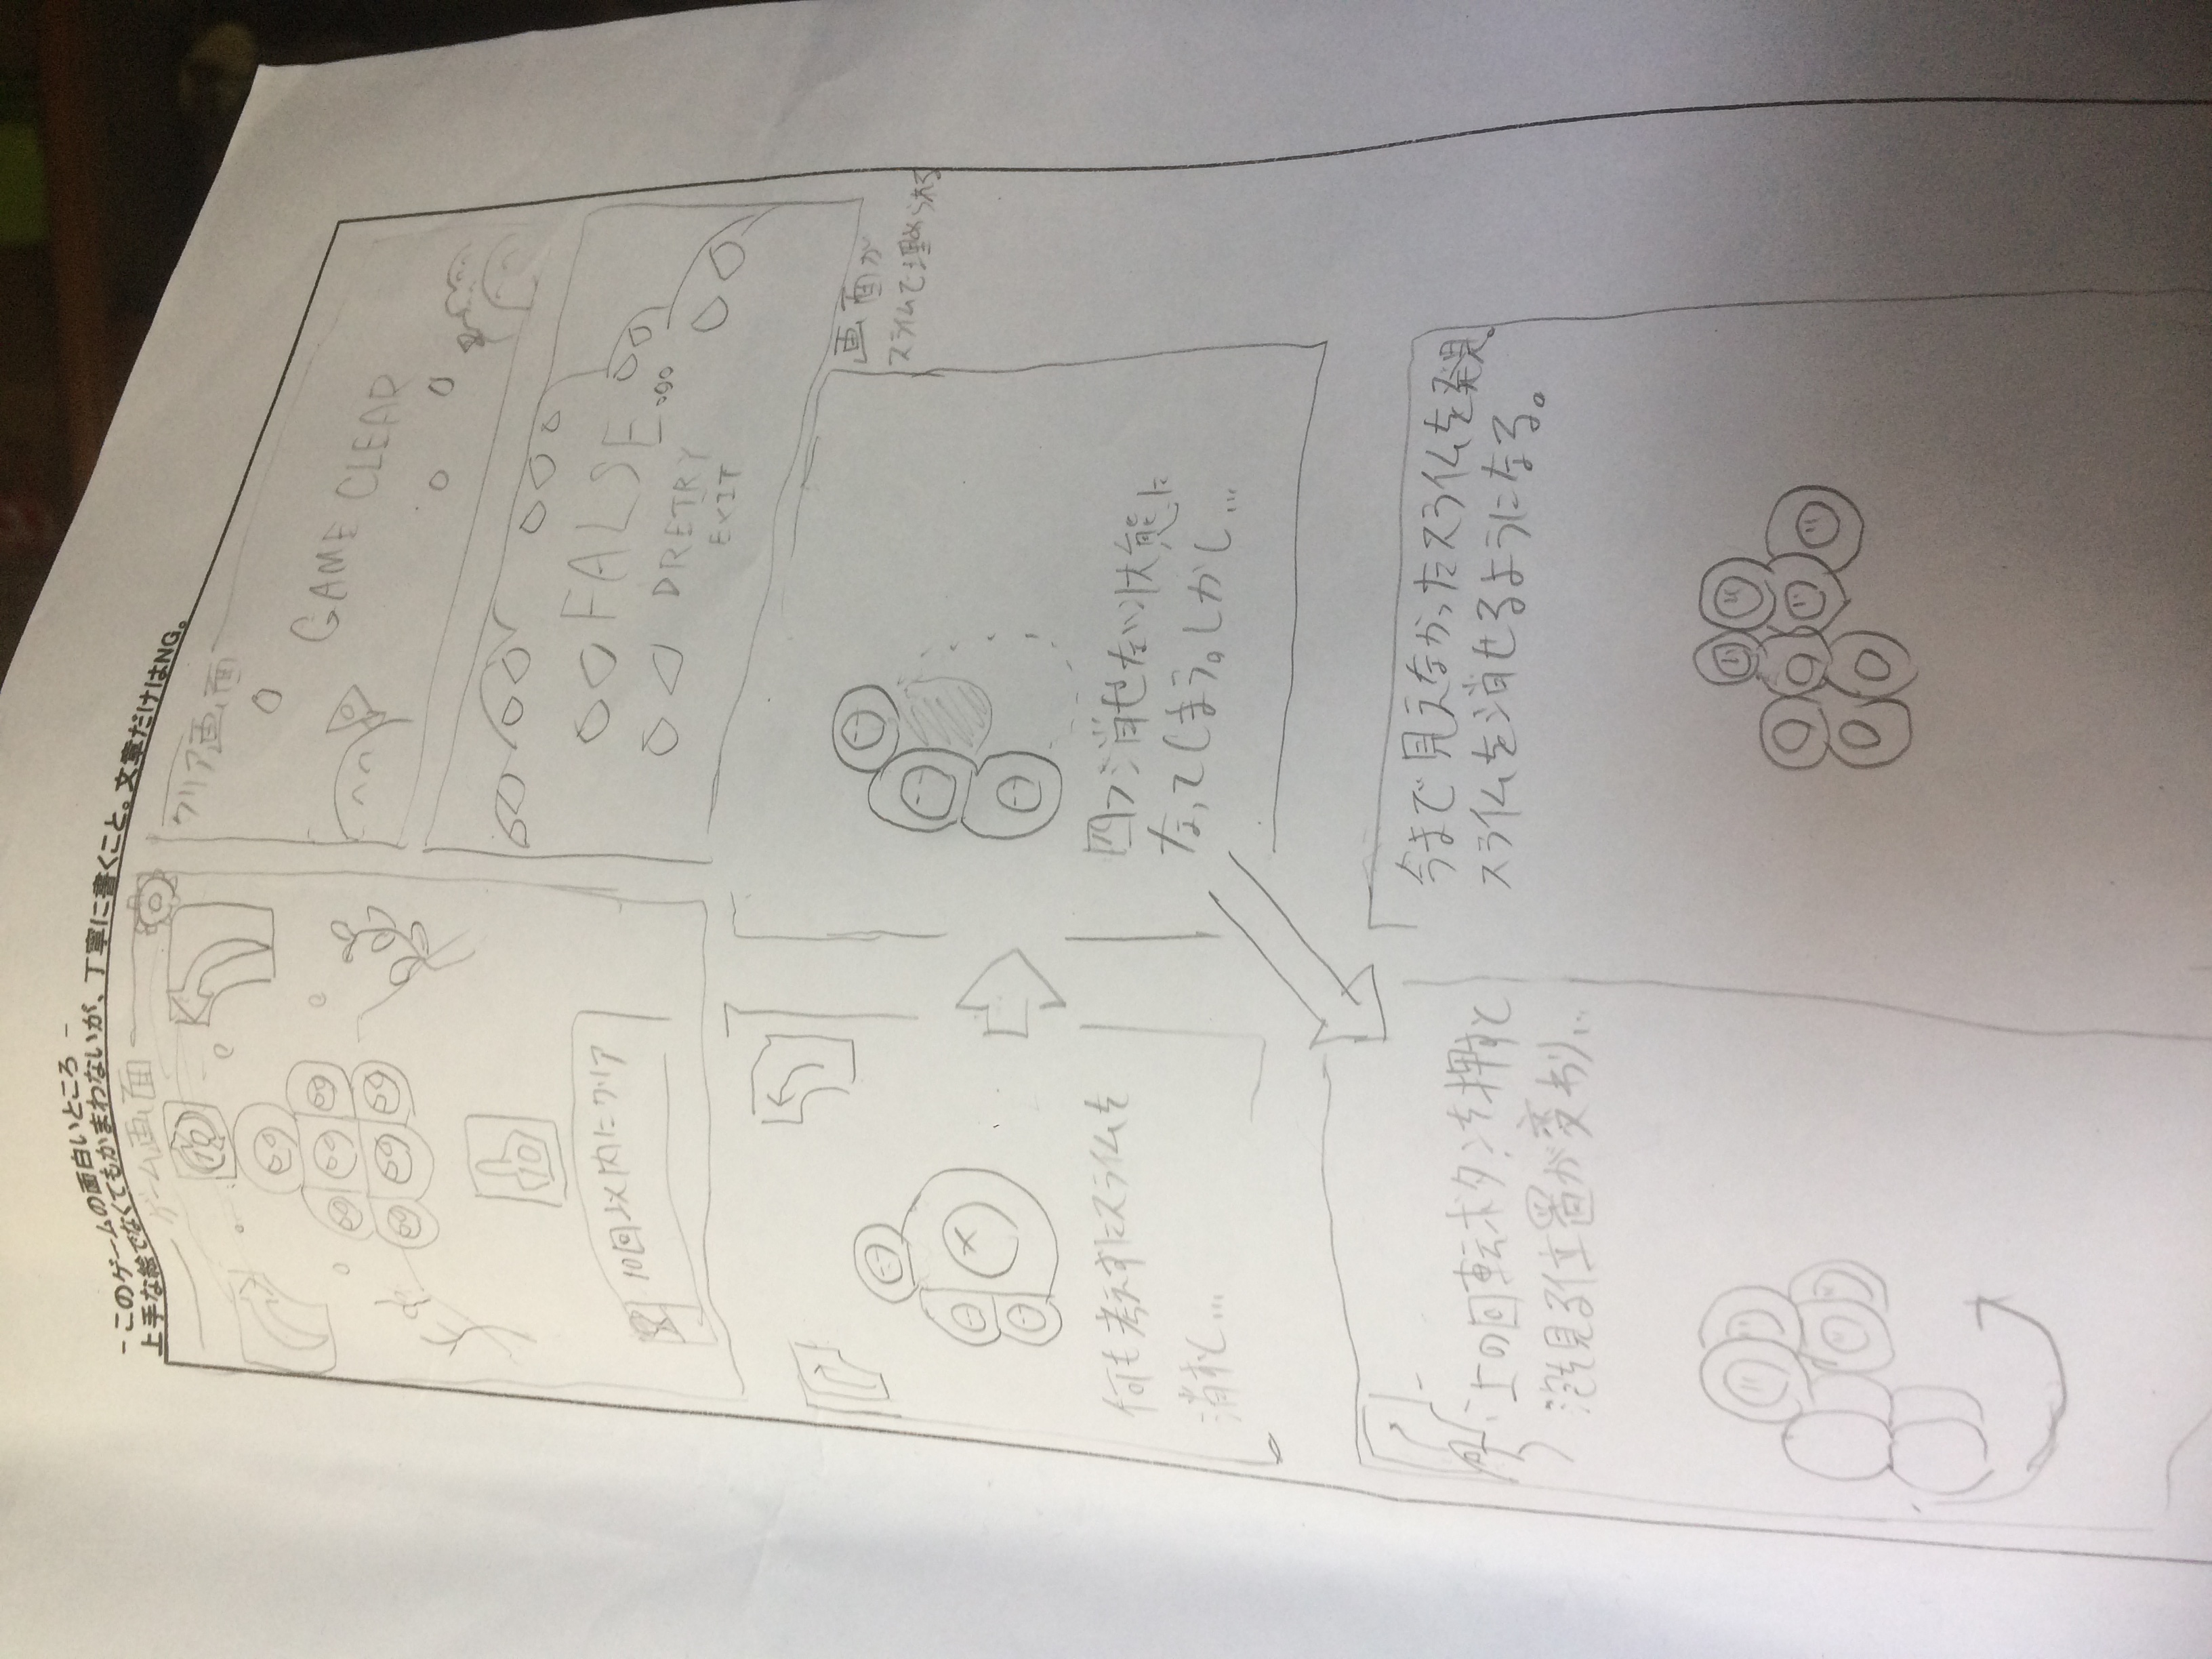 - このゲームの面白いところ -
上手な絵でなくてもかまわないが、丁寧に書くこと。文章だけはNG。
ゲーム画面
10
10
10回以内にクリア
クリア画面
GAME CLEAR
FALSE...
▷RETRY
EXIT
画面が
スライムで埋められる
何も考えずにスライムを
消すと...
四つ消せない状態に
なってしまう。しかし...
上の回転ボタンを押すと
泡を見る位置が変わり...
今まで見えなかったスライムを発見。
スライムを消せるようになる。